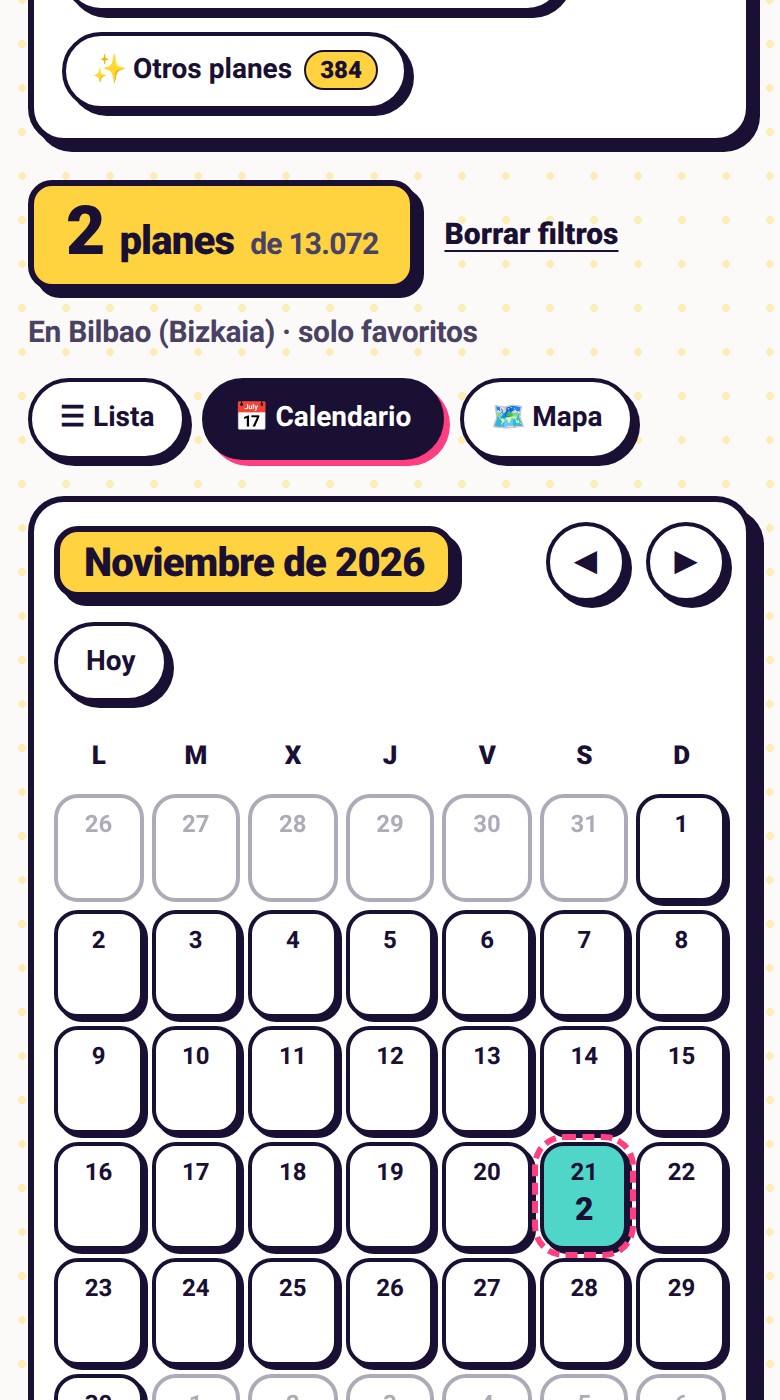 ✨ Otros planes 384
2 planes de 13.072 Borrar filtros
En Bilbao (Bizkaia) · solo favoritos
☰ Lista 📅 Calendario 🗺️ Mapa
Noviembre de 2026 ◀ ▶
Hoy
L M X J V S D
26 27 28 29 30 31 1
2 3 4 5 6 7 8
9 10 11 12 13 14 15
16 17 18 19 20 21 22
2
23 24 25 26 27 28 29